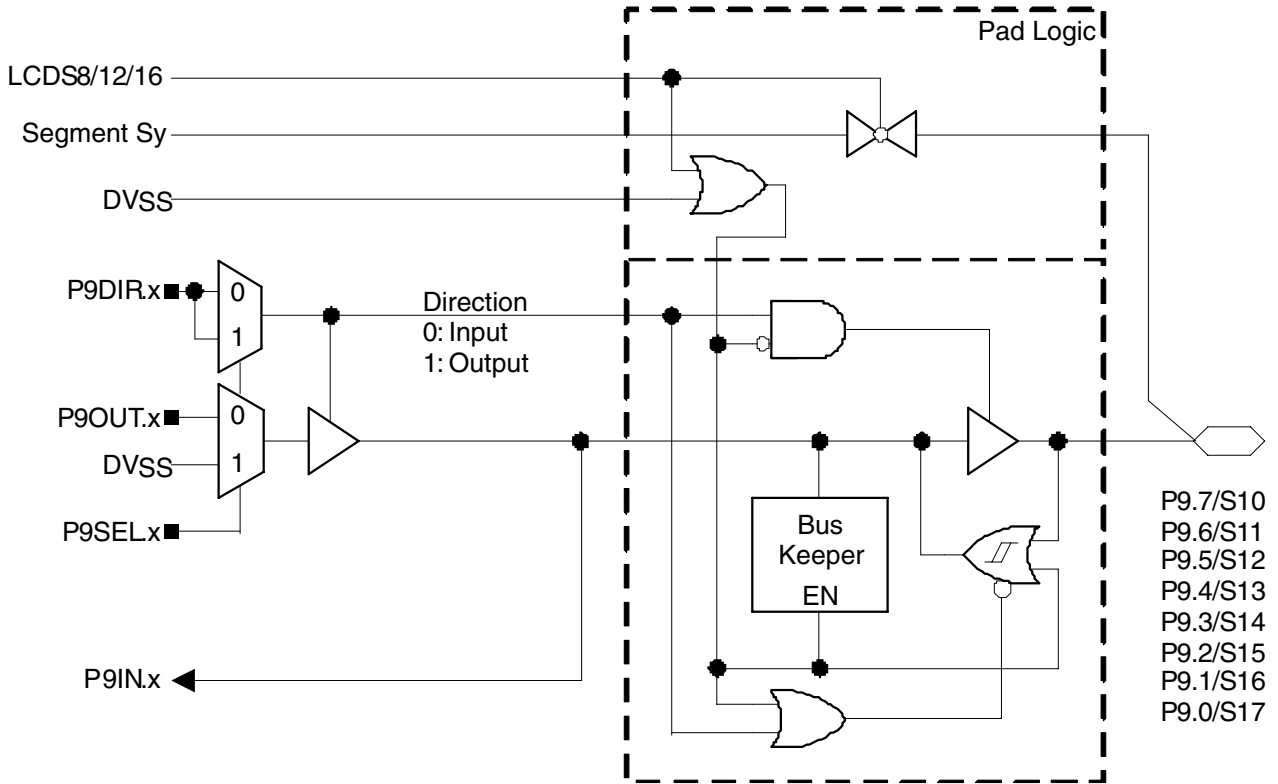 Pad Logic
LCDS8/12/16
Segment Sy
DVSS
P9DIR.x
0
1
Direction
0: Input
1: Output
P9OUT.x
0
DVSS
1
P9SEL.x
Bus
Keeper
EN
P9IN.x
P9.7/S10
P9.6/S11
P9.5/S12
P9.4/S13
P9.3/S14
P9.2/S15
P9.1/S16
P9.0/S17